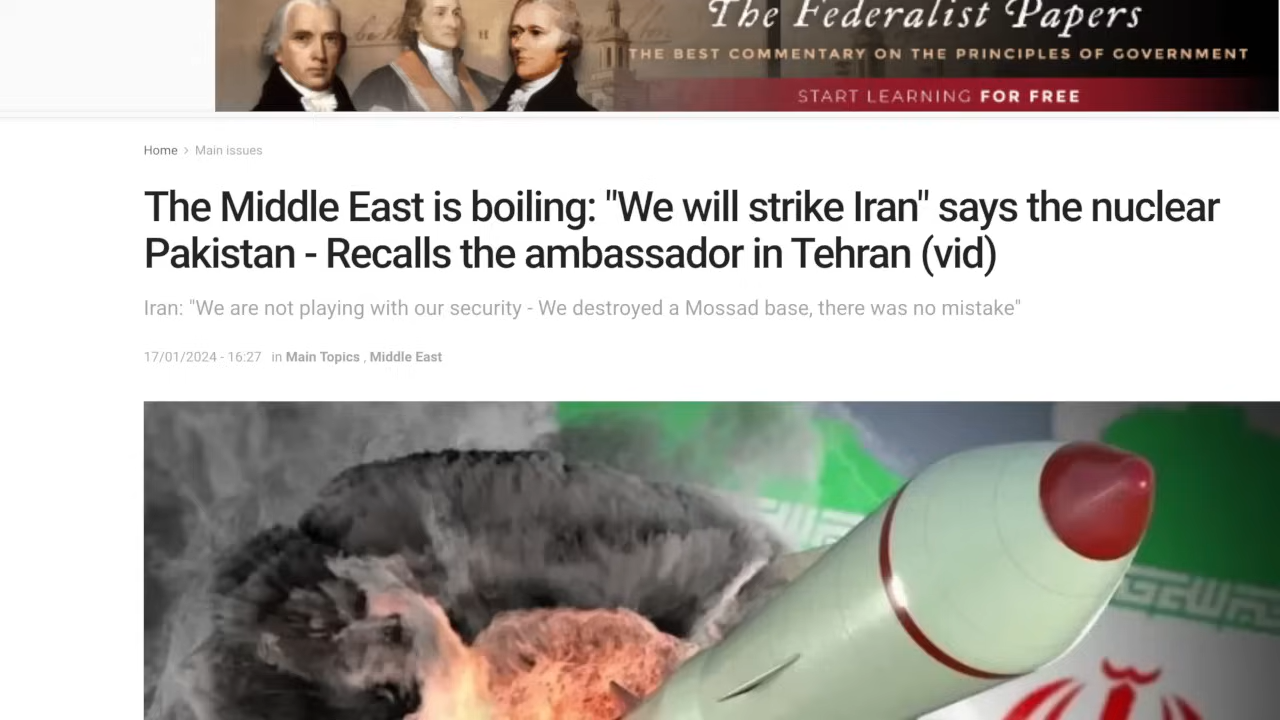 The Federalist Papers
THE BEST COMMENTARY ON THE PRINCIPLES OF GOVERNMENT
START LEARNING FOR FREE
Home > Main issues
The Middle East is boiling: "We will strike Iran" says the nuclear
Pakistan - Recalls the ambassador in Tehran (vid)
Iran: "We are not playing with our security - We destroyed a Mossad base, there was no mistake"
17/01/2024 - 16:27 in Main Topics , Middle East